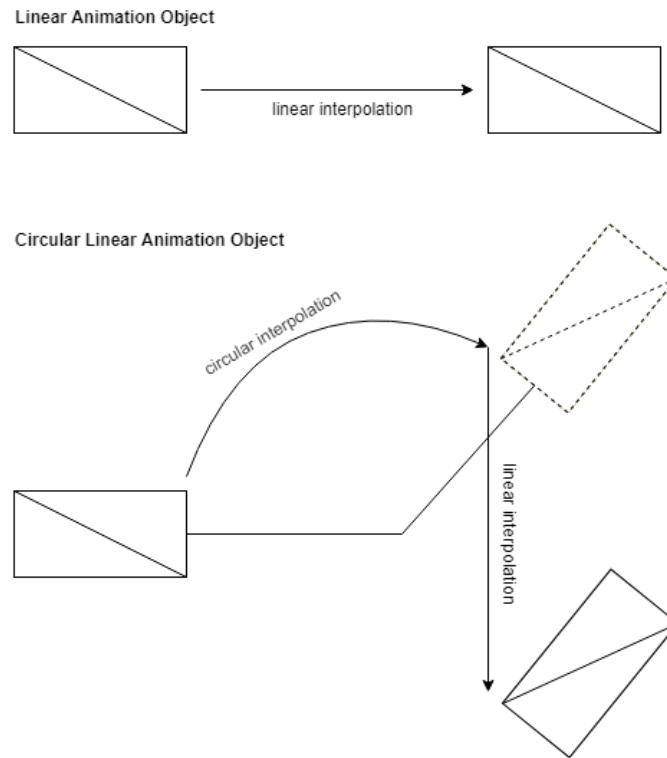 Linear Animation Object
linear interpolation
Circular Linear Animation Object
circular interpolation
linear interpolation